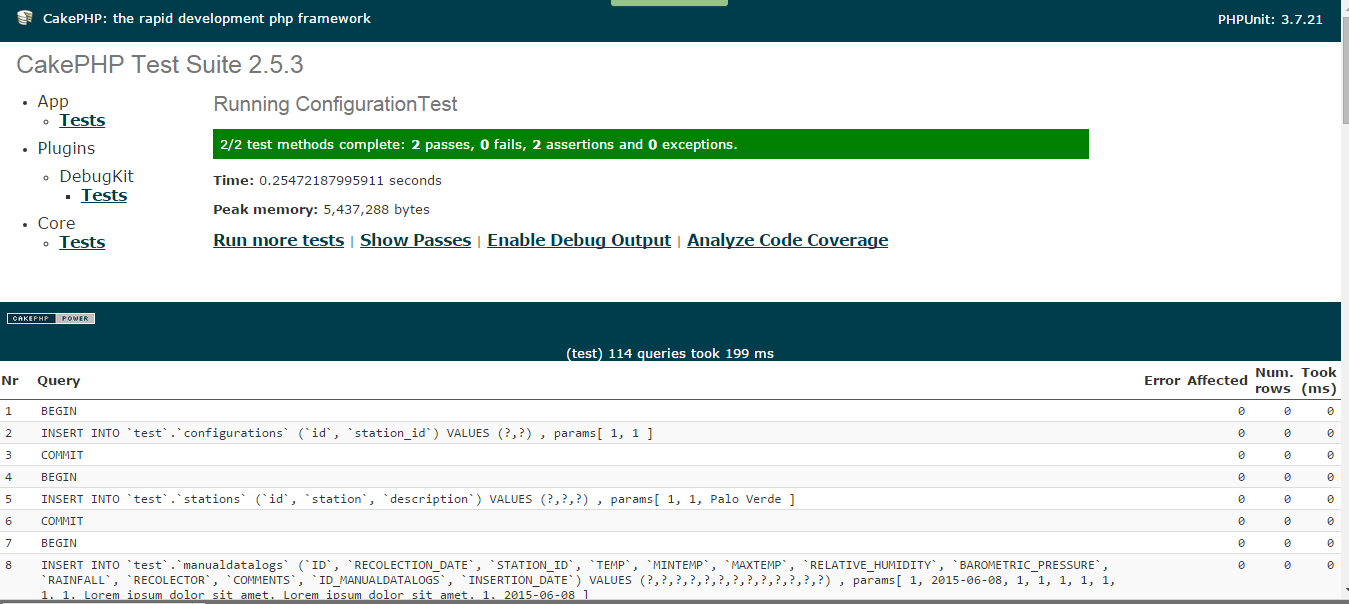 CakePHP: the rapid development php framework
PHPUnit: 3.7.21
CakePHP Test Suite 2.5.3
App
Tests
Plugins
DebugKit
Tests
Core
Tests
Running ConfigurationTest
2/2 test methods complete: 2 passes, 0 fails, 2 assertions and 0 exceptions.
Time: 0.25472187995911 seconds
Peak memory: 5,437,288 bytes
Run more tests | Show Passes | Enable Debug Output | Analyze Code Coverage
CAKEPHP POWER
(test) 114 queries took 199 ms
Nr Query Error Affected Num. rows Took (ms)
1 BEGIN 0 0 0
2 INSERT INTO `test`.`configurations` (`id`, `station_id`) VALUES (?,?) , params[ 1, 1 ] 0 0 0
3 COMMIT 0 0 0
4 BEGIN 0 0 0
5 INSERT INTO `test`.`stations` (`id`, `station`, `description`) VALUES (?,?,?) , params[ 1, 1, Palo Verde ] 0 0 0
6 COMMIT 0 0 0
7 BEGIN 0 0 0
8 INSERT INTO `test`.`manualdatalogs` (`ID`, `RECOLECTION_DATE`, `STATION_ID`, `TEMP`, `MINTEMP`, `MAXTEMP`, `RELATIVE_HUMIDITY`, `BAROMETRIC_PRESSURE`, 0 0 0
`RAINFALL`, `RECOLECTOR`, `COMMENTS`, `ID_MANUALDATALOGS`, `INSERTION_DATE`) VALUES (?,?,?,?,?,?,?,?,?,?,?,?,?) , params[ 1, 2015-06-08, 1, 1, 1, 1, 1,
1, 1, Lorem ipsum dolor sit amet, Lorem ipsum dolor sit amet, 1, 2015-06-08 ]